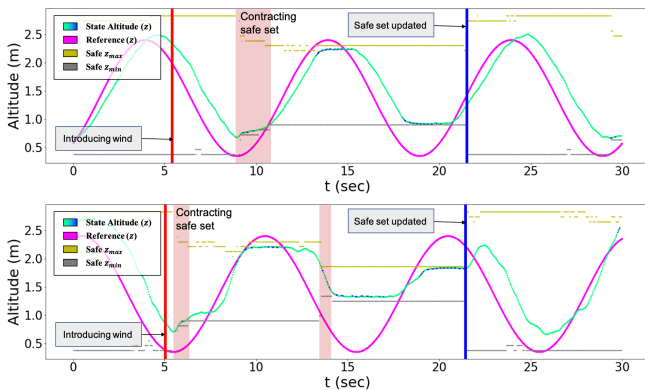 Altitude (m)
2.5
2.0
1.5
1.0
0.5
State Altitude (z)
Reference (z)
Safe z_max
Safe z_min
Contracting
safe set
Safe set updated
Introducing wind
0 5 10 15 20 25 30
t (sec)
Altitude (m)
2.5
2.0
1.5
1.0
0.5
State Altitude (z)
Reference (z)
Safe z_max
Safe z_min
Contracting
safe set
Safe set updated
Introducing wind
0 5 10 15 20 25 30
t (sec)